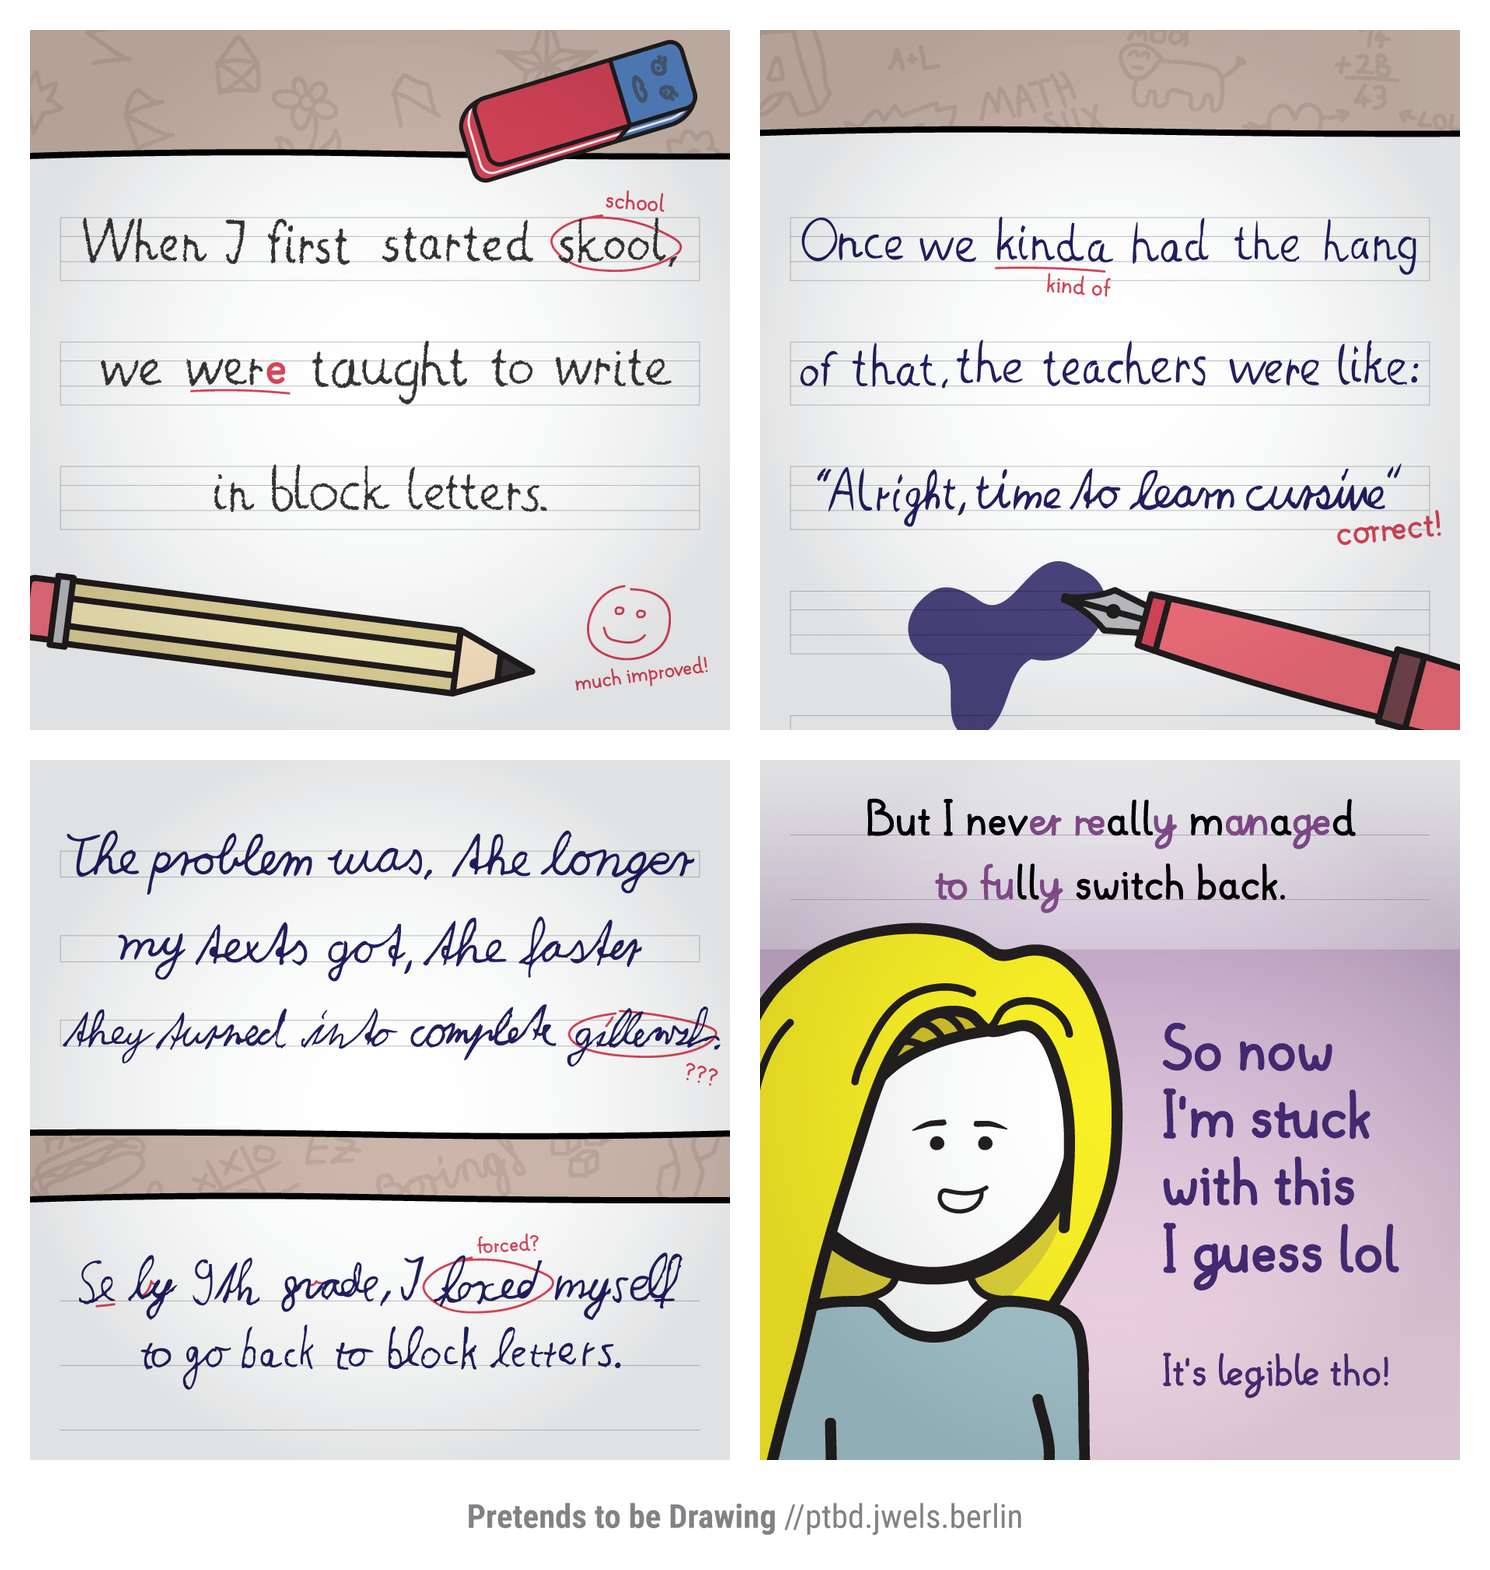 school
When I first started skool,
we were taught to write
in block letters.
much improved!
A+L
MATH
SUX
14
+28
43
LOL
Once we kinda had the hang
kind of
of that, the teachers were like:
"Alright, time to learn cursive"
correct!
The problem was, the longer
my texts got, the faster
they turned into complete
???
EZ
Boring!
forced?
Se by 9th grade, I foxed myself
to go back to block letters.
But I never really managed
to fully switch back.
So now
I'm stuck
with this
I guess lol
It's legible tho!
Pretends to be Drawing //ptbd.jwels.berlin